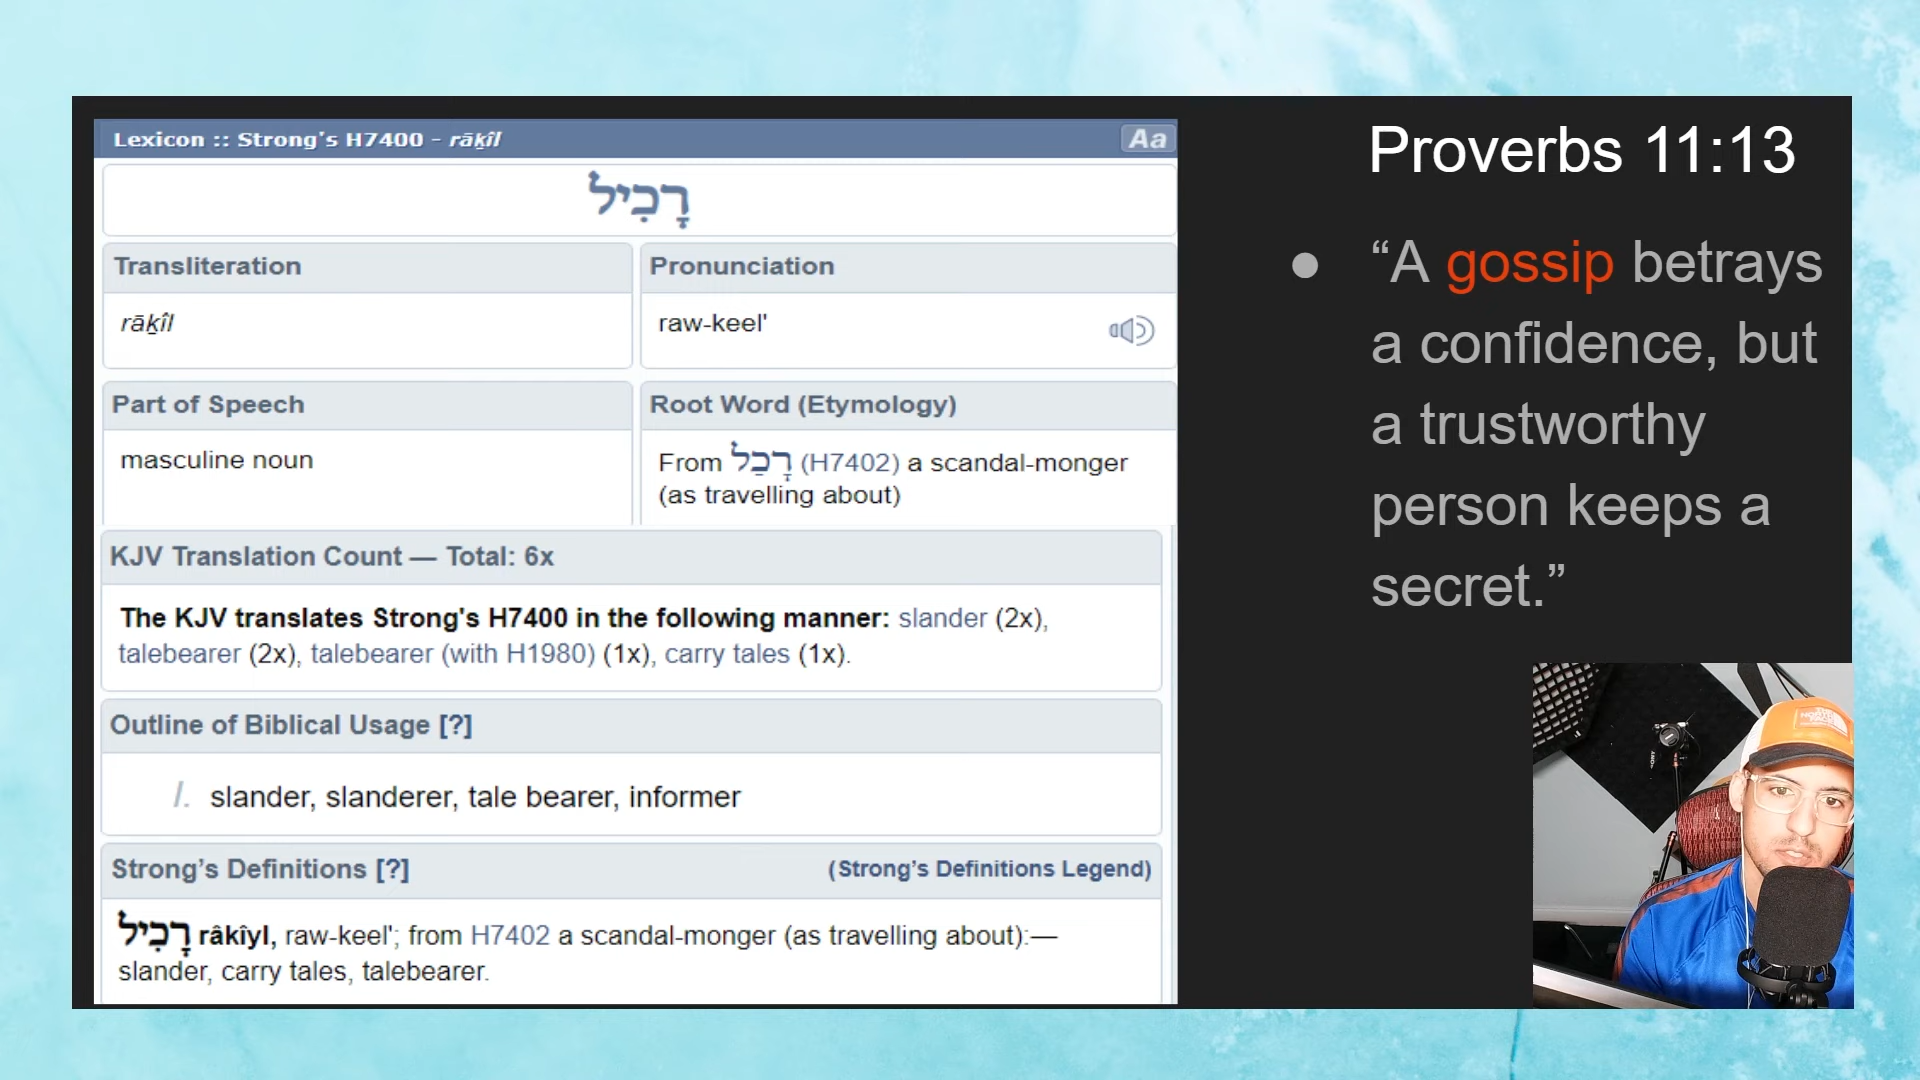 Lexicon :: Strong's H7400 - rāḵîl
Aa
רָכִיל
Transliteration
Pronunciation
rāḵîl
raw-keel'
Part of Speech
Root Word (Etymology)
masculine noun
From רָכַל (H7402) a scandal-monger
(as travelling about)
KJV Translation Count — Total: 6x
The KJV translates Strong's H7400 in the following manner: slander (2x),
talebearer (2x), talebearer (with H1980) (1x), carry tales (1x).
Outline of Biblical Usage [?]
I. slander, slanderer, tale bearer, informer
Strong’s Definitions [?]
(Strong’s Definitions Legend)
רָכִיל râkîyl, raw-keel'; from H7402 a scandal-monger (as travelling about):—
slander, carry tales, talebearer.
Proverbs 11:13
● “A gossip betrays
a confidence, but
a trustworthy
person keeps a
secret.”